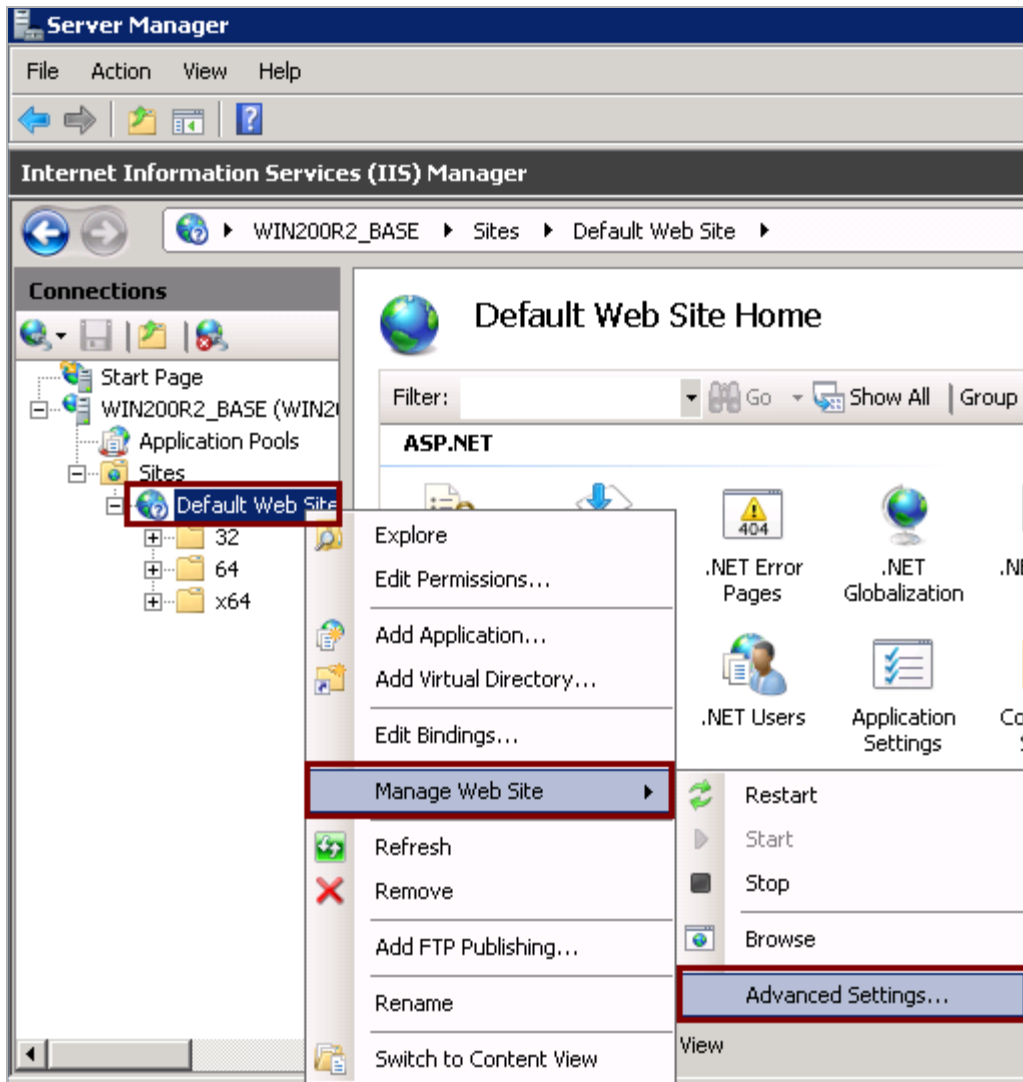 Server Manager
File Action View Help
Internet Information Services (IIS) Manager
WIN200R2_BASE Sites Default Web Site
Connections
Start Page
WIN200R2_BASE (WIN2
Application Pools
Sites
Default Web Site
32
64
x64
Default Web Site Home
Filter: Go Show All Group
ASP.NET
404
.NET Error Pages
.NET Globalization
.NET Users
Application Settings
Explore
Edit Permissions...
Add Application...
Add Virtual Directory...
Edit Bindings...
Manage Web Site
Refresh
Remove
Add FTP Publishing...
Rename
Switch to Content View
Restart
Start
Stop
Browse
Advanced Settings...
View